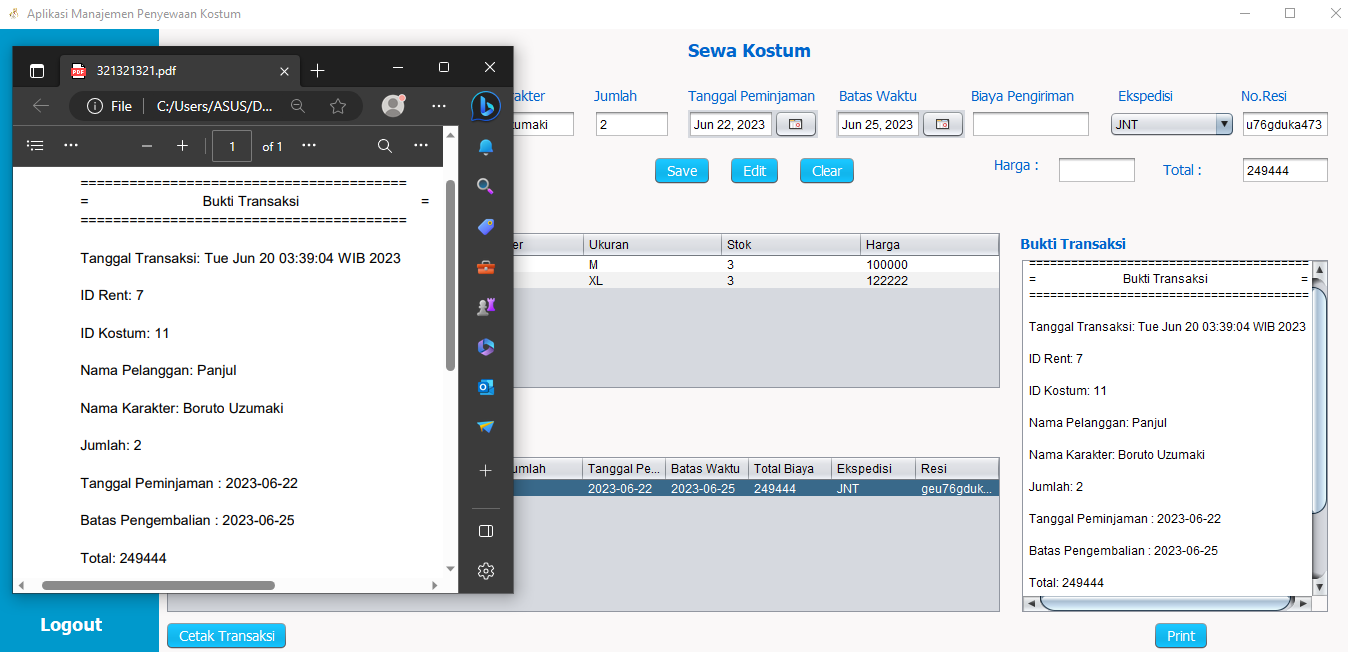 Aplikasi Manajemen Penyewaan Kostum
321321321.pdf
File
C:/Users/ASUS/D...
1
of 1
========================================
= Bukti Transaksi =
========================================
Tanggal Transaksi: Tue Jun 20 03:39:04 WIB 2023
ID Rent: 7
ID Kostum: 11
Nama Pelanggan: Panjul
Nama Karakter: Boruto Uzumaki
Jumlah: 2
Tanggal Peminjaman : 2023-06-22
Batas Pengembalian : 2023-06-25
Total: 249444
Logout
Sewa Kostum
Jumlah Tanggal Peminjaman Batas Waktu Biaya Pengiriman Ekspedisi No.Resi
umaki 2 Jun 22, 2023 Jun 25, 2023 JNT u76gduka473
Save Edit Clear Harga : Total : 249444
er Ukuran Stok Harga
M 3 100000
XL 3 122222
umlah Tanggal Pe... Batas Waktu Total Biaya Ekspedisi Resi
2023-06-22 2023-06-25 249444 JNT geu76gduk...
Cetak Transaksi
Bukti Transaksi
========================================
= Bukti Transaksi =
========================================
Tanggal Transaksi: Tue Jun 20 03:39:04 WIB 2023
ID Rent: 7
ID Kostum: 11
Nama Pelanggan: Panjul
Nama Karakter: Boruto Uzumaki
Jumlah: 2
Tanggal Peminjaman : 2023-06-22
Batas Pengembalian : 2023-06-25
Total: 249444
Print